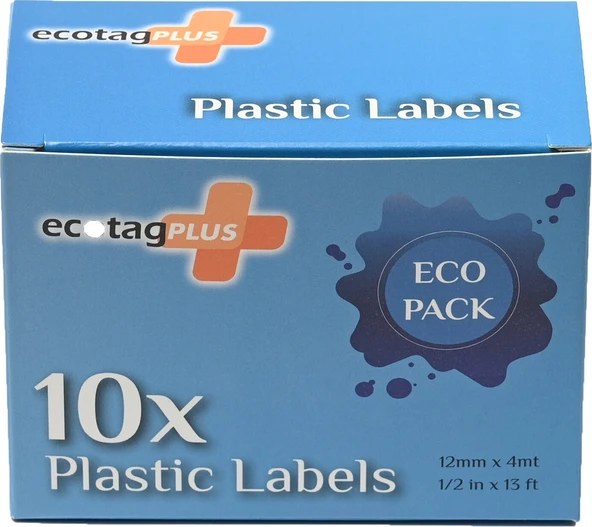 ecotagPLUS
Plastic Labels
ecotagPLUS
ECO
PACK
10x
Plastic Labels
12mm x 4mt
1/2 in x 13 ft